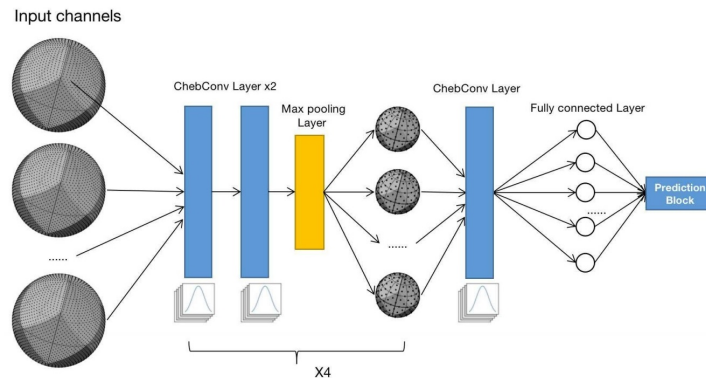 Input channels
ChebConv Layer x2
Max pooling
Layer
ChebConv Layer
Fully connected Layer
Prediction
Block
......
......
......
X4